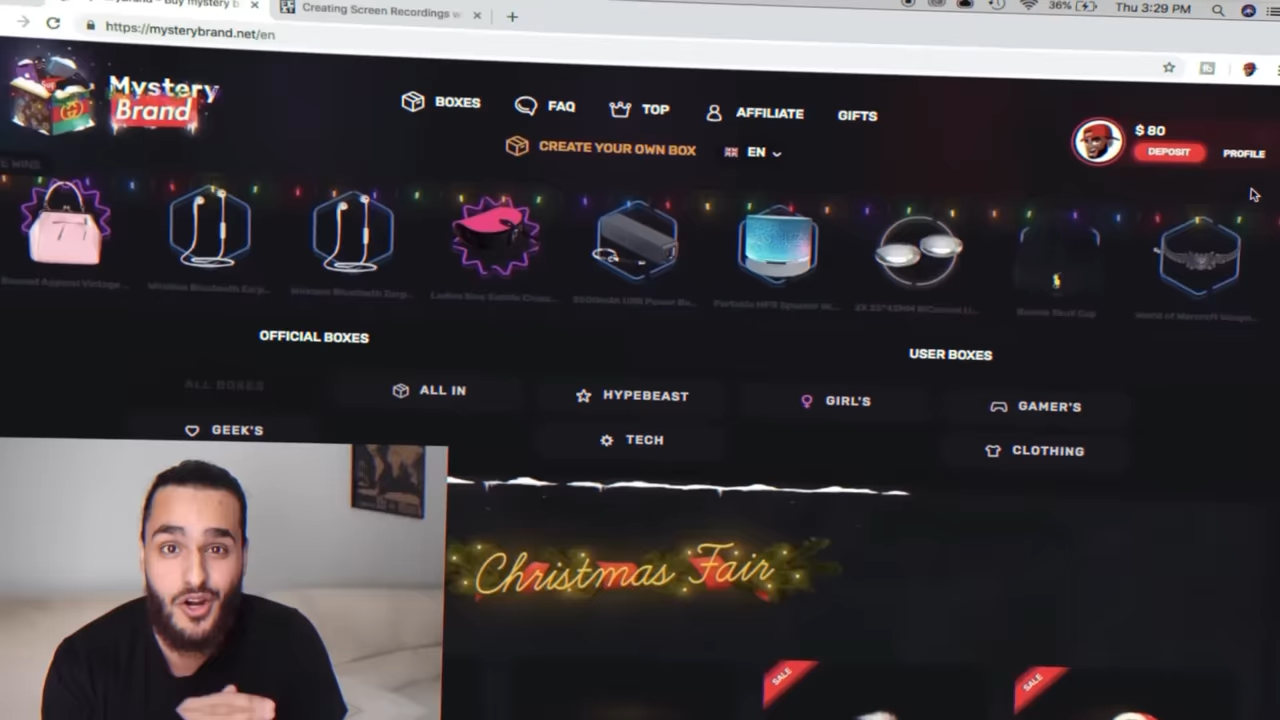 Buy mystery b
Creating Screen Recordings w
36%
Thu 3:29 PM
https://mysterybrand.net/en
Mystery
Brand
BOXES
FAQ
TOP
AFFILIATE
GIFTS
CREATE YOUR OWN BOX
EN
$ 80
DEPOSIT
PROFILE
OFFICIAL BOXES
USER BOXES
ALL BOXES
ALL IN
HYPEBEAST
GIRL'S
GAMER'S
GEEK'S
TECH
CLOTHING
Christmas Fair
SALE
SALE